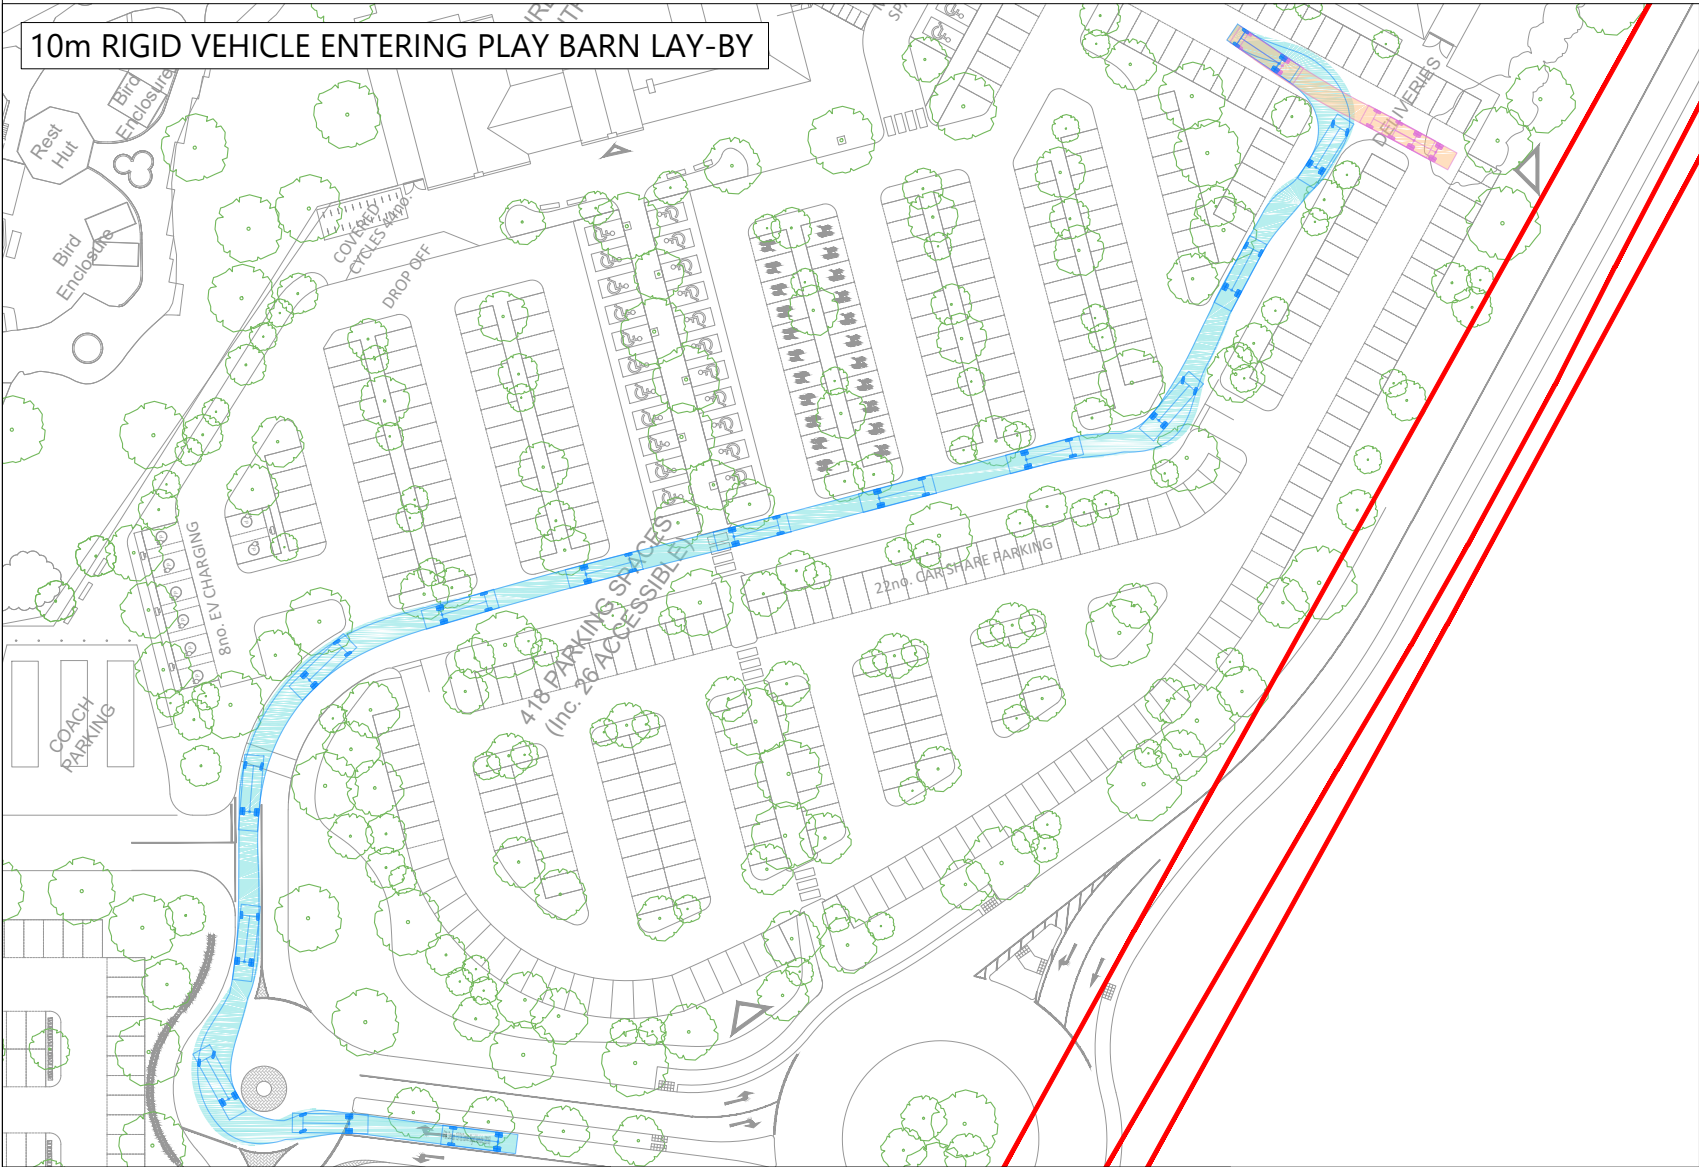 10m RIGID VEHICLE ENTERING PLAY BARN LAY-BY
Bird
Enclosure
Rest
Hut
Bird
Enclosure
COVERED
CYCLES 44no.
DROP OFF
DELIVERIES
8no. EV CHARGING
COACH
PARKING
418 PARKING SPACES
(Inc. 26 ACCESSIBLE)
22no. CAR SHARE PARKING